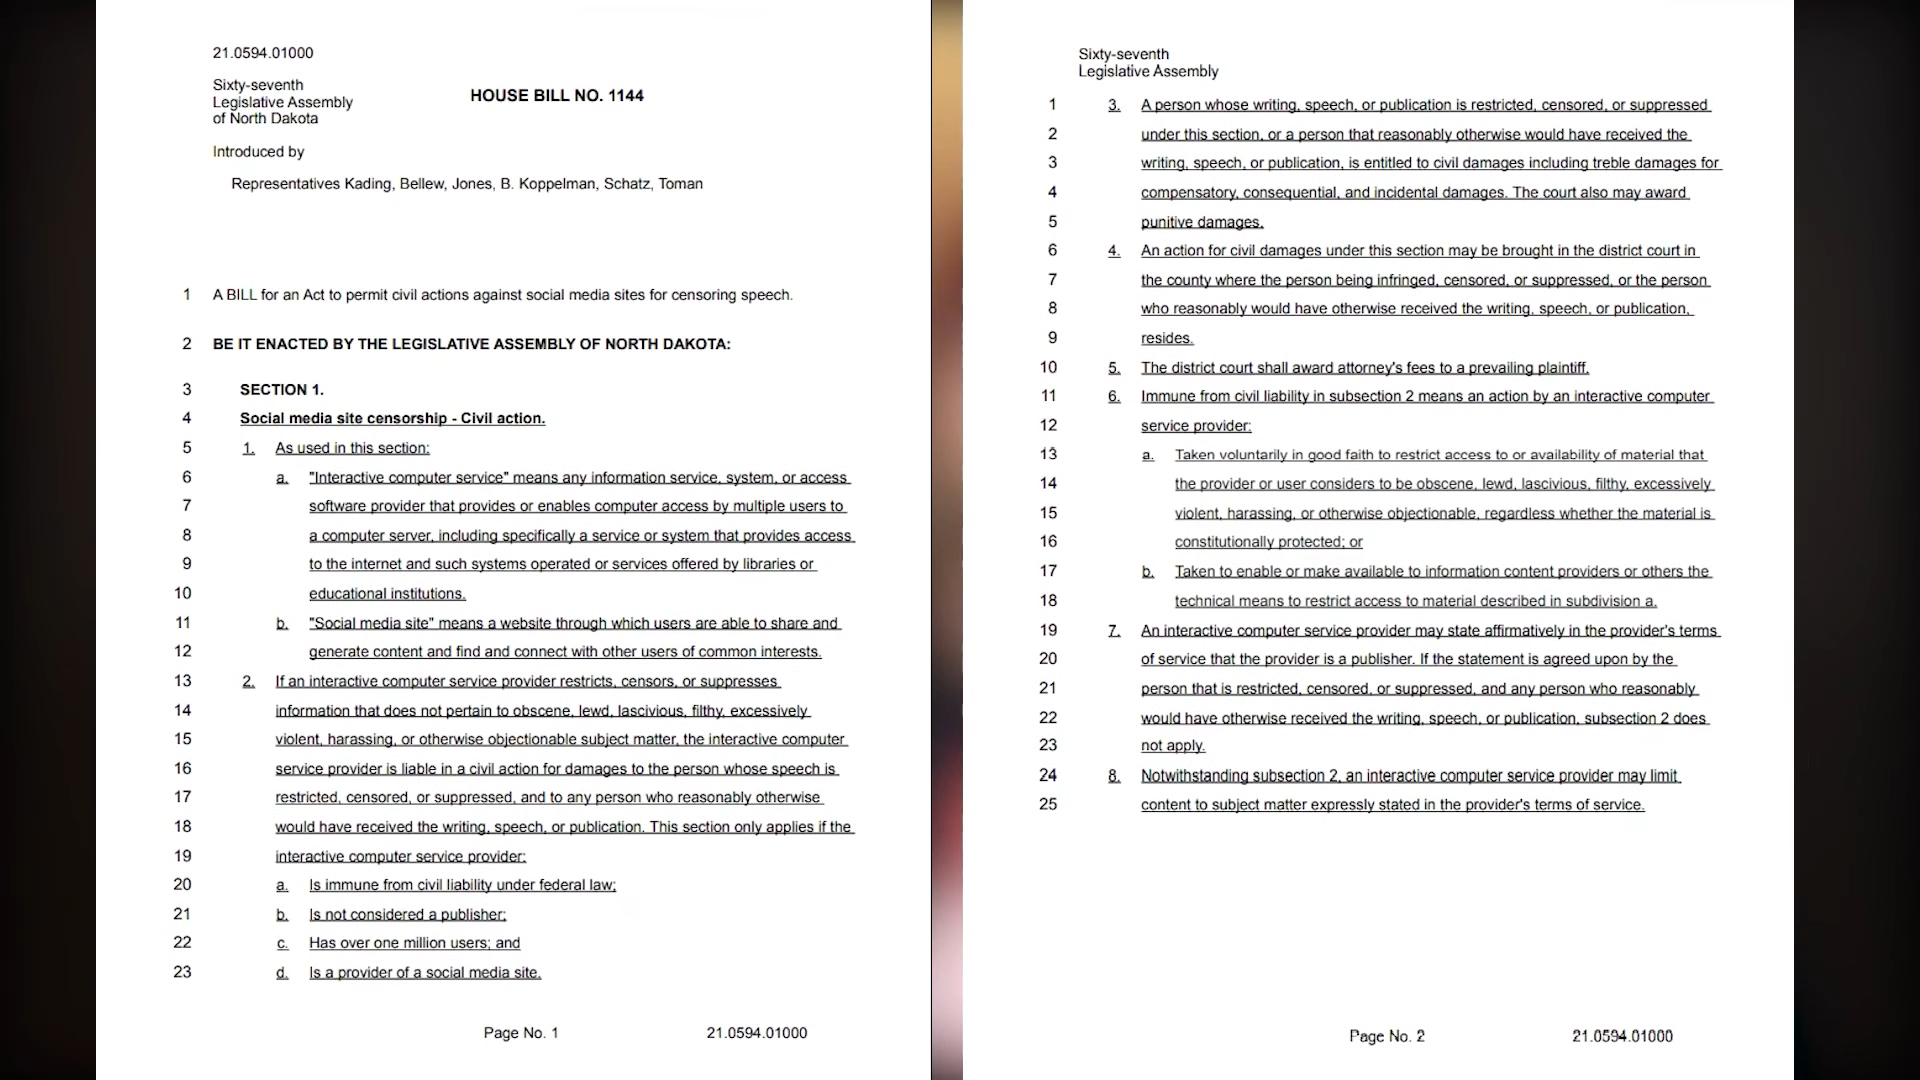 21.0594.01000
Sixty-seventh
Legislative Assembly
of North Dakota
HOUSE BILL NO. 1144
Introduced by
Representatives Kading, Bellew, Jones, B. Koppelman, Schatz, Toman
1 A BILL for an Act to permit civil actions against social media sites for censoring speech.
2 BE IT ENACTED BY THE LEGISLATIVE ASSEMBLY OF NORTH DAKOTA:
3 SECTION 1.
4 Social media site censorship - Civil action.
5 1. As used in this section:
6 a. "Interactive computer service" means any information service, system, or access
7 software provider that provides or enables computer access by multiple users to
8 a computer server, including specifically a service or system that provides access
9 to the internet and such systems operated or services offered by libraries or
10 educational institutions.
11 b. "Social media site" means a website through which users are able to share and
12 generate content and find and connect with other users of common interests.
13 2. If an interactive computer service provider restricts, censors, or suppresses
14 information that does not pertain to obscene, lewd, lascivious, filthy, excessively
15 violent, harassing, or otherwise objectionable subject matter, the interactive computer
16 service provider is liable in a civil action for damages to the person whose speech is
17 restricted, censored, or suppressed, and to any person who reasonably otherwise
18 would have received the writing, speech, or publication. This section only applies if the
19 interactive computer service provider:
20 a. Is immune from civil liability under federal law;
21 b. Is not considered a publisher;
22 c. Has over one million users; and
23 d. Is a provider of a social media site.
Page No. 1 21.0594.01000
Sixty-seventh
Legislative Assembly
1 3. A person whose writing, speech, or publication is restricted, censored, or suppressed
2 under this section, or a person that reasonably otherwise would have received the
3 writing, speech, or publication, is entitled to civil damages including treble damages for
4 compensatory, consequential, and incidental damages. The court also may award
5 punitive damages.
6 4. An action for civil damages under this section may be brought in the district court in
7 the county where the person being infringed, censored, or suppressed, or the person
8 who reasonably would have otherwise received the writing, speech, or publication,
9 resides.
10 5. The district court shall award attorney's fees to a prevailing plaintiff.
11 6. Immune from civil liability in subsection 2 means an action by an interactive computer
12 service provider:
13 a. Taken voluntarily in good faith to restrict access to or availability of material that
14 the provider or user considers to be obscene, lewd, lascivious, filthy, excessively
15 violent, harassing, or otherwise objectionable, regardless whether the material is
16 constitutionally protected; or
17 b. Taken to enable or make available to information content providers or others the
18 technical means to restrict access to material described in subdivision a.
19 7. An interactive computer service provider may state affirmatively in the provider's terms
20 of service that the provider is a publisher. If the statement is agreed upon by the
21 person that is restricted, censored, or suppressed, and any person who reasonably
22 would have otherwise received the writing, speech, or publication, subsection 2 does
23 not apply.
24 8. Notwithstanding subsection 2, an interactive computer service provider may limit
25 content to subject matter expressly stated in the provider's terms of service.
Page No. 2 21.0594.01000